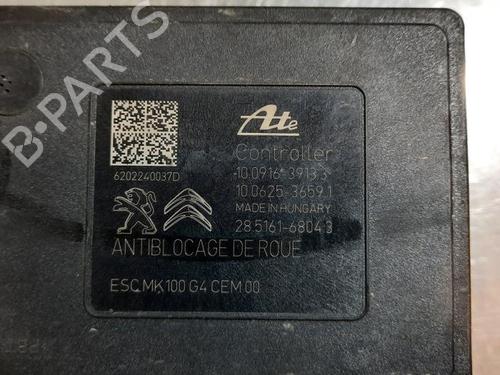 B-PARTS
Ate
Controller
10.0916-3913.3
10.0625-3659.1
MADE IN HUNGARY
28.5161-6804.3
6202240037D
ANTIBLOCAGE DE ROUE
ESC MK100 G4 CEM 00